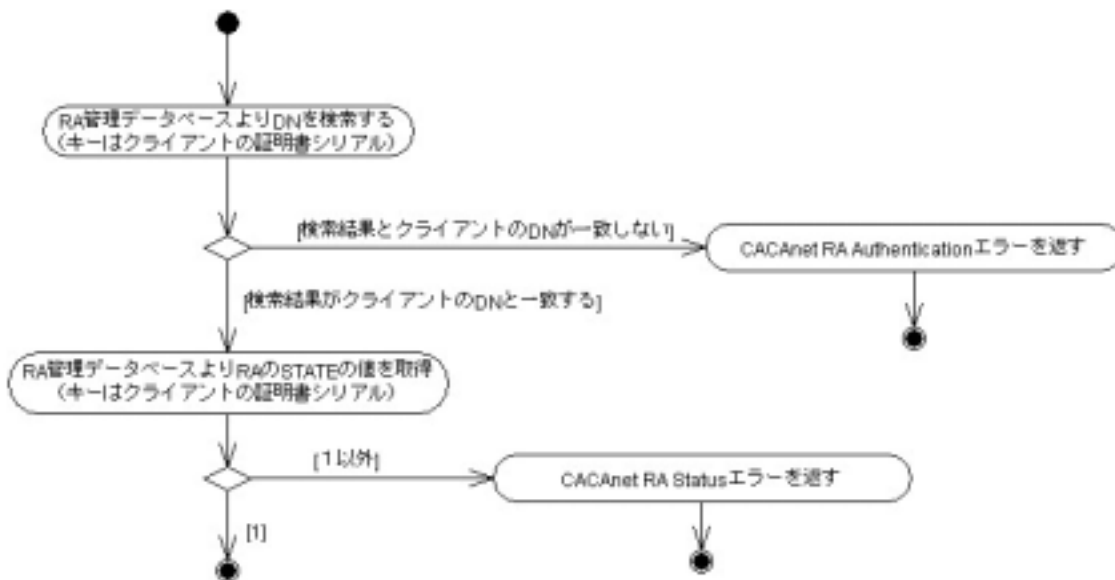 RA管理データベースよりDNを検索する
（キーはクライアントの証明書シリアル）
[検索結果とクライアントのDNが一致しない]
CACAnet RA Authenticationエラーを返す
[検索結果がクライアントのDNと一致する]
RA管理データベースよりRAのSTATEの値を取得
（キーはクライアントの証明書シリアル）
[1以外]
CACAnet RA Statusエラーを返す
[1]